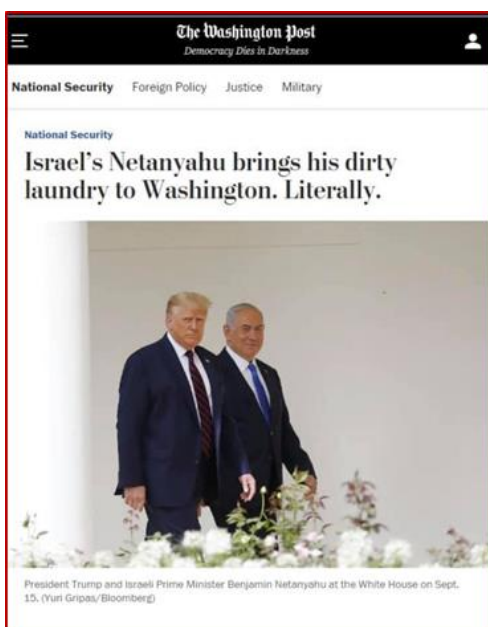 The Washington Post
Democracy Dies in Darkness
National Security Foreign Policy Justice Military
National Security
Israel's Netanyahu brings his dirty
laundry to Washington. Literally.
President Trump and Israeli Prime Minister Benjamin Netanyahu at the White House on Sept.
15. (Yuri Gripas/Bloomberg)